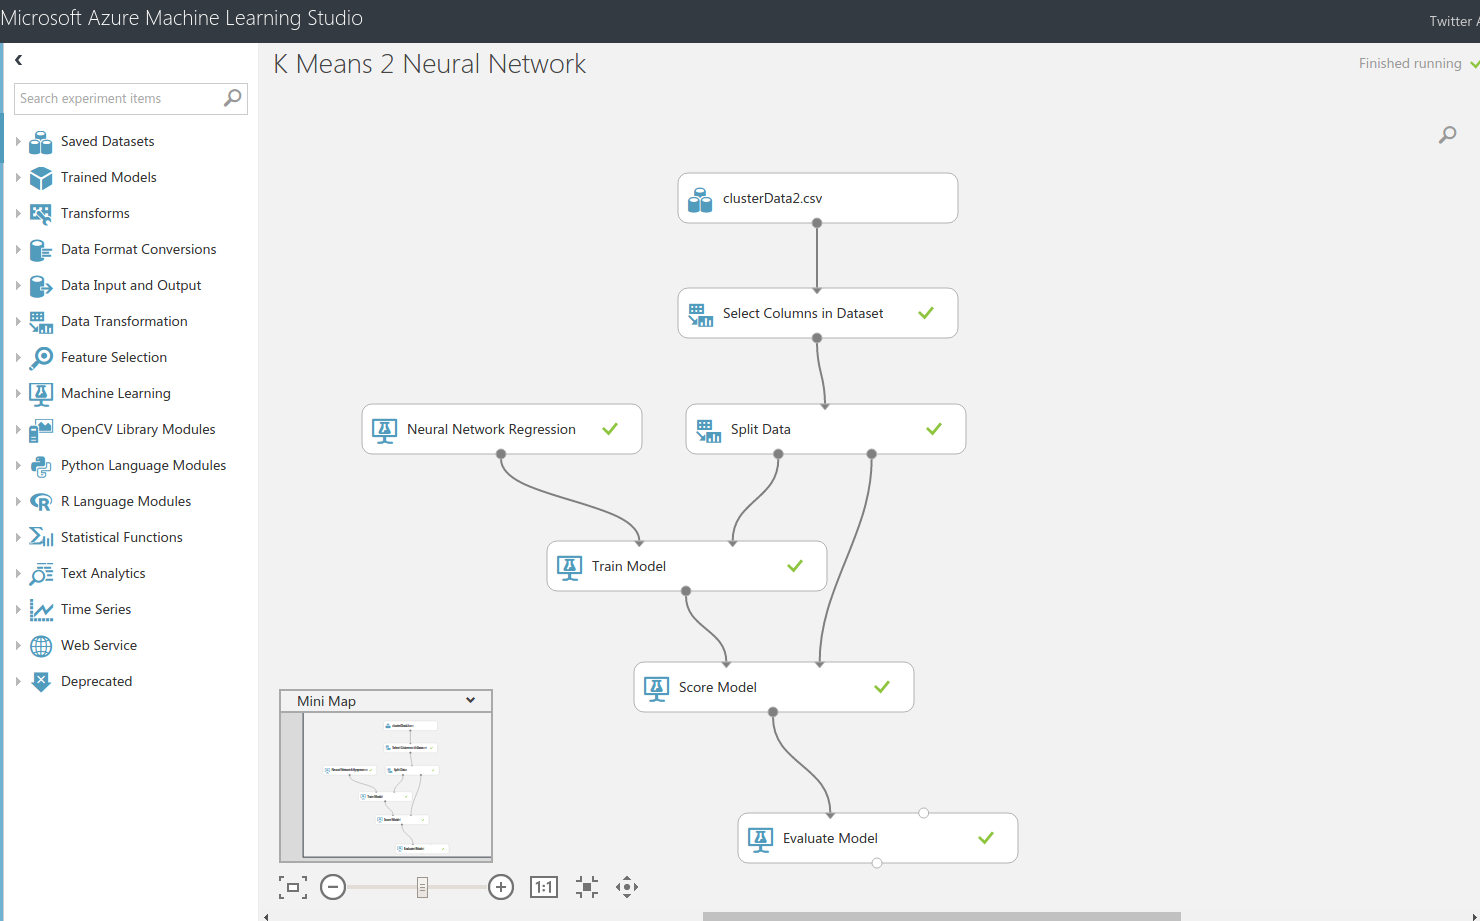 Microsoft Azure Machine Learning Studio
Twitter A
K Means 2 Neural Network
Finished running
Search experiment items
Saved Datasets
Trained Models
Transforms
Data Format Conversions
Data Input and Output
Data Transformation
Feature Selection
Machine Learning
OpenCV Library Modules
Python Language Modules
R Language Modules
Statistical Functions
Text Analytics
Time Series
Web Service
Deprecated
clusterData2.csv
Select Columns in Dataset
Neural Network Regression
Split Data
Train Model
Score Model
Evaluate Model
Mini Map
1:1